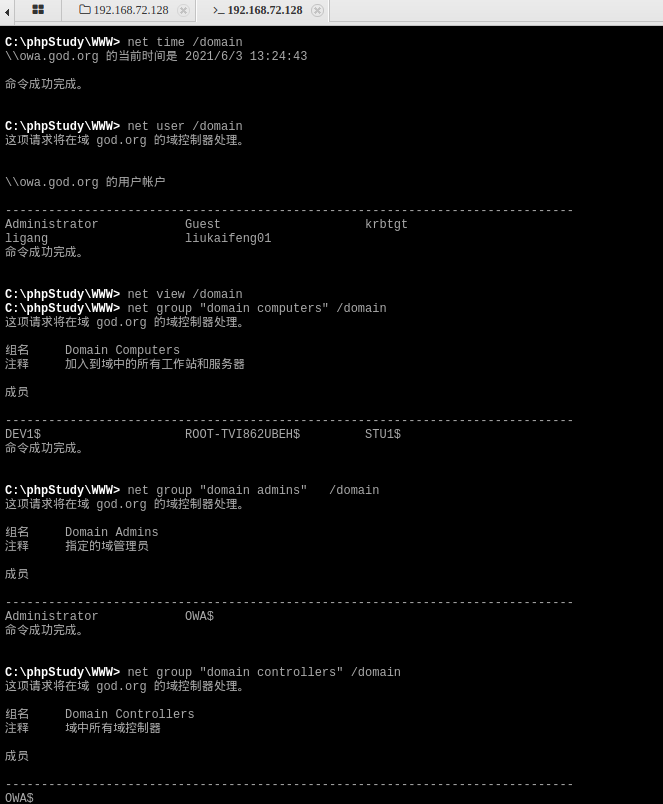 192.168.72.128 >_ 192.168.72.128
C:\phpStudy\WWW> net time /domain
\\owa.god.org 的当前时间是 2021/6/3 13:24:43
命令成功完成。
C:\phpStudy\WWW> net user /domain
这项请求将在域 god.org 的域控制器处理。
\\owa.god.org 的用户帐户
-------------------------------------------------------------------------------
Administrator            Guest                    krbtgt
ligang                   liukaifeng01
命令成功完成。
C:\phpStudy\WWW> net view /domain
C:\phpStudy\WWW> net group "domain computers" /domain
这项请求将在域 god.org 的域控制器处理。
组名     Domain Computers
注释     加入到域中的所有工作站和服务器
成员
-------------------------------------------------------------------------------
DEV1$                    ROOT-TVI862UBEH$         STU1$
命令成功完成。
C:\phpStudy\WWW> net group "domain admins"   /domain
这项请求将在域 god.org 的域控制器处理。
组名     Domain Admins
注释     指定的域管理员
成员
-------------------------------------------------------------------------------
Administrator            OWA$
命令成功完成。
C:\phpStudy\WWW> net group "domain controllers" /domain
这项请求将在域 god.org 的域控制器处理。
组名     Domain Controllers
注释     域中所有域控制器
成员
-------------------------------------------------------------------------------
OWA$